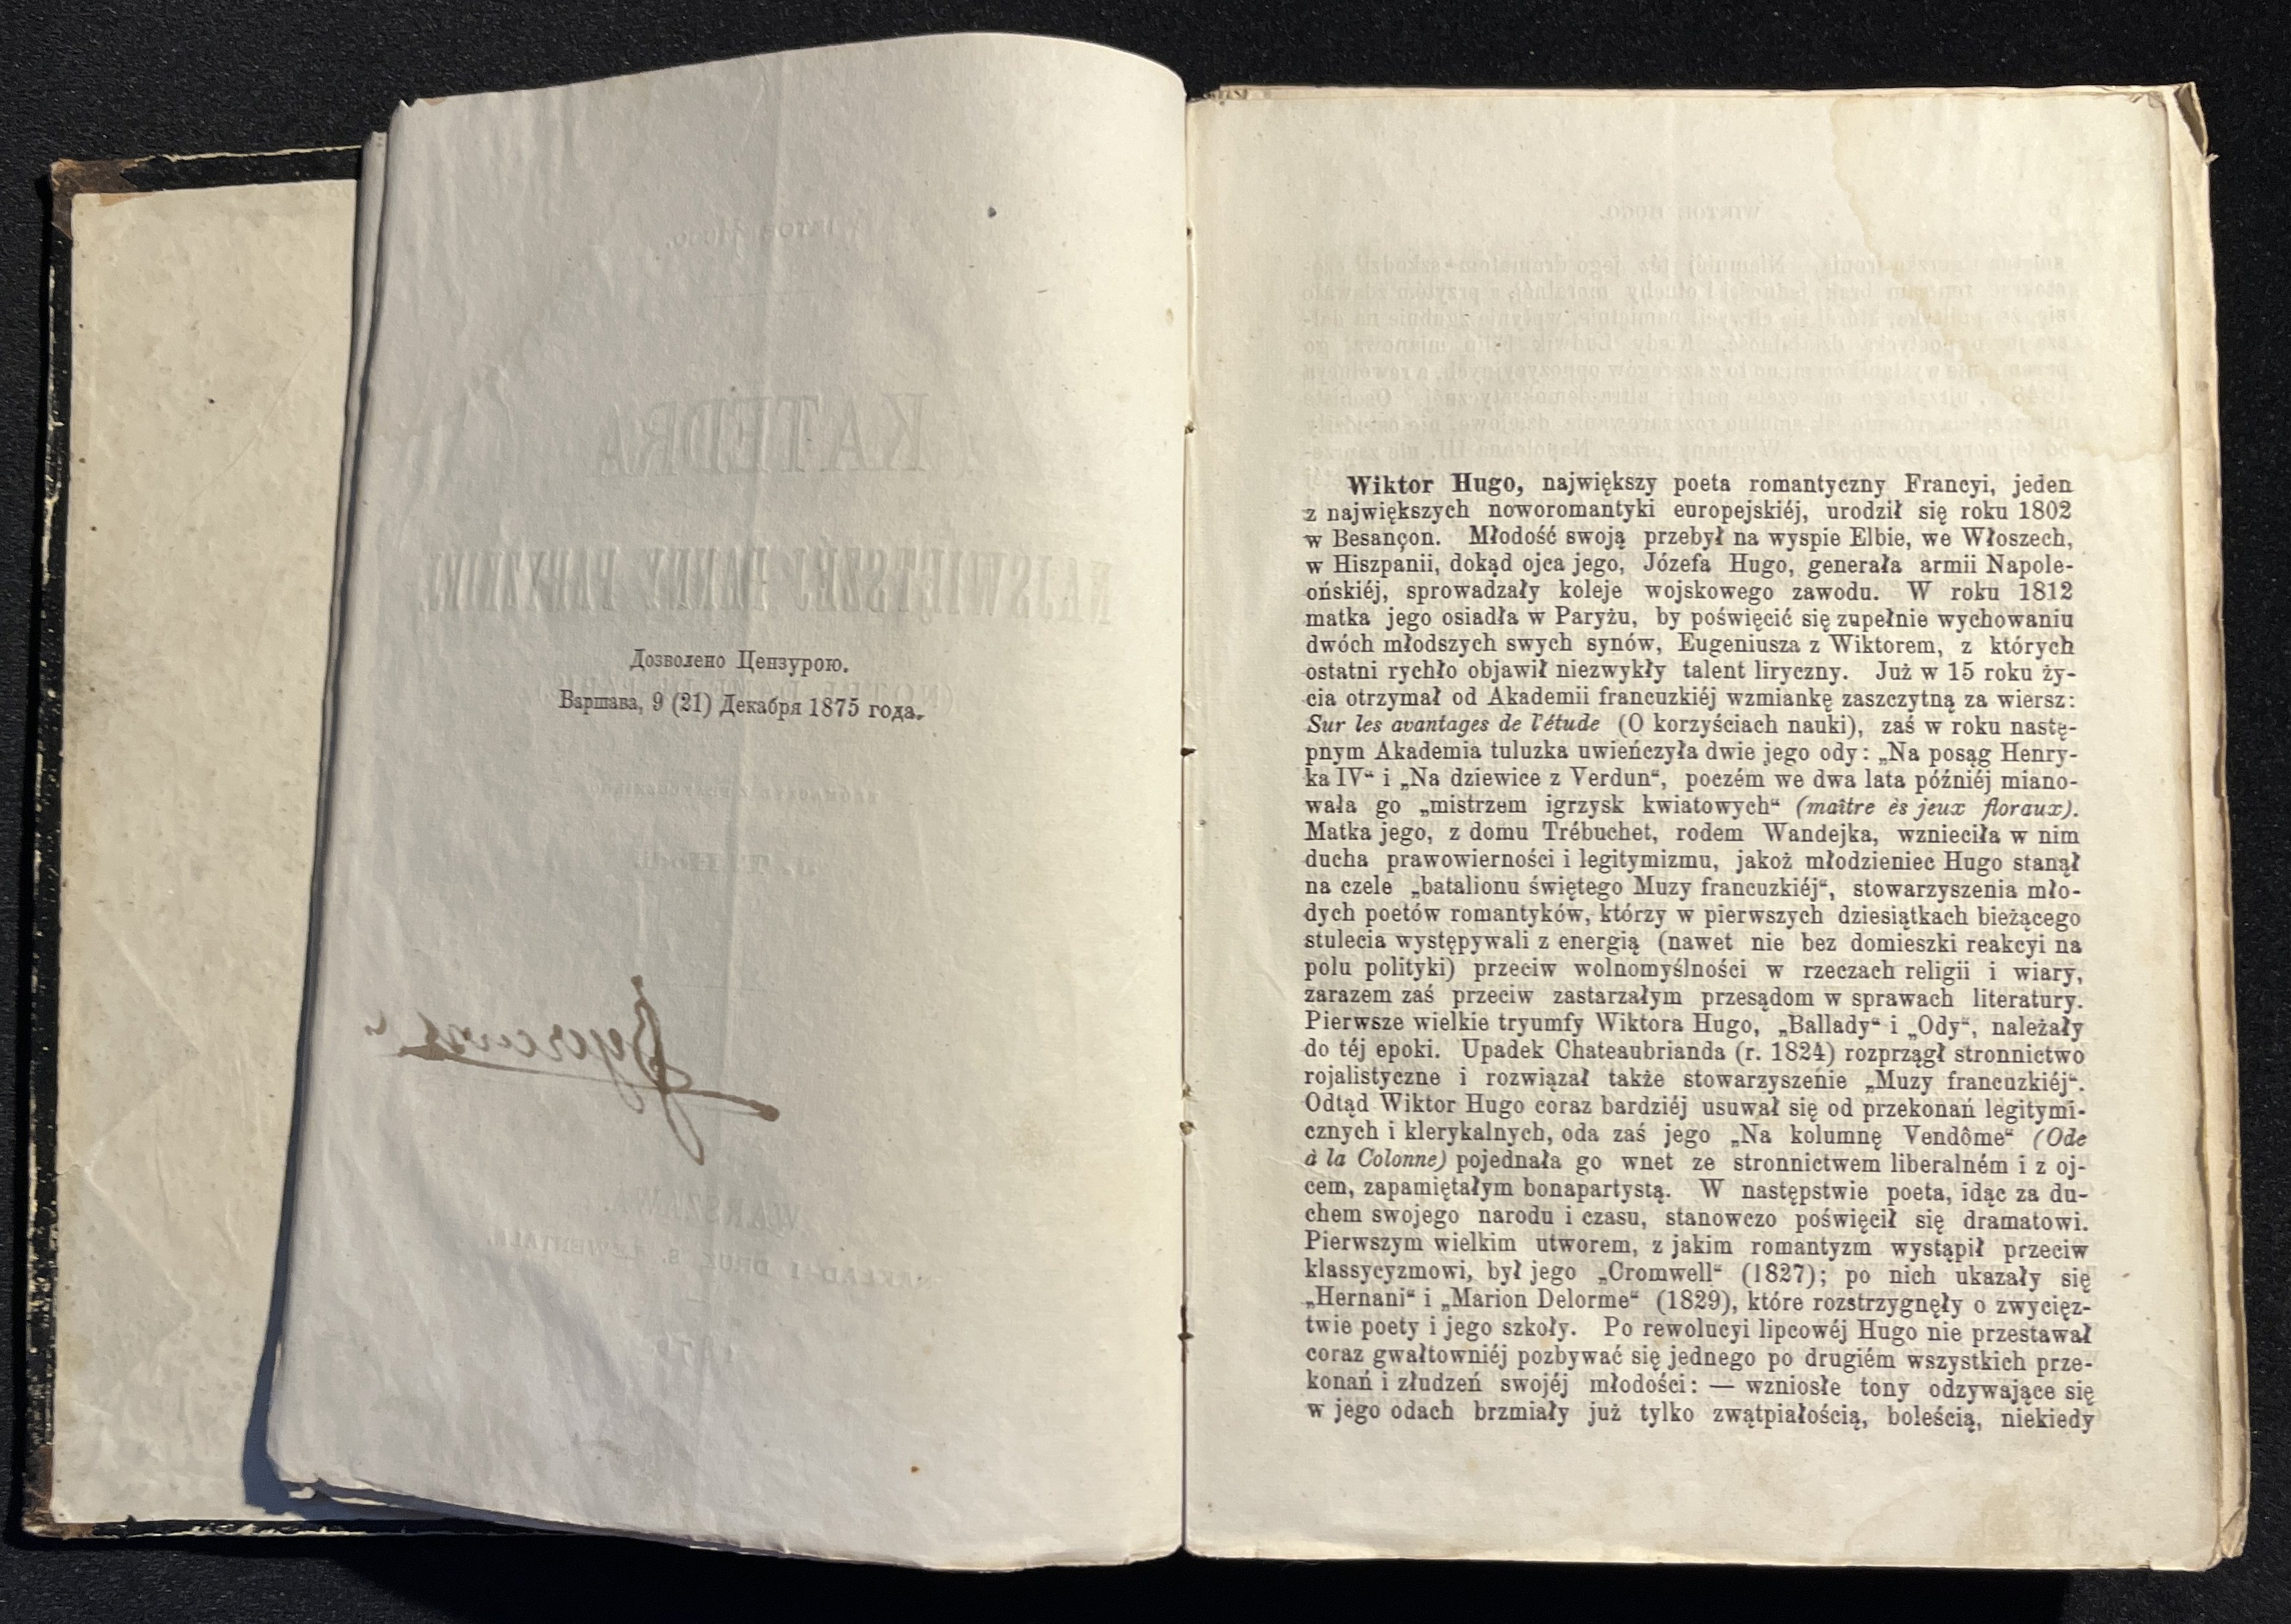 Дозволено Цензурою.
Варшава, 9 (21) Декабря 1875 года.
Wiktor Hugo, największy poeta romantyczny Francyi, jeden
z największych noworomantyki europejskiéj, urodził się roku 1802
w Besançon. Młodość swoją przebył na wyspie Elbie, we Włoszech,
w Hiszpanii, dokąd ojca jego, Józefa Hugo, generała armii Napole-
ońskiéj, sprowadzały koleje wojskowego zawodu. W roku 1812
matka jego osiadła w Paryżu, by poświęcić się zupełnie wychowaniu
dwóch młodszych swych synów, Eugeniusza z Wiktorem, z których
ostatni rychło objawił niezwykły talent liryczny. Już w 15 roku ży-
cia otrzymał od Akademii francuzkiéj wzmiankę zaszczytną za wiersz:
Sur les avantages de l'étude (O korzyściach nauki), zaś w roku nastę-
pnym Akademia tuluzka uwieńczyła dwie jego ody: „Na posąg Henry-
ka IV“ i „Na dziewice z Verdun“, poczém we dwa lata późniéj miano-
wała go „mistrzem igrzysk kwiatowych“ (maître ès jeux floraux).
Matka jego, z domu Trébuchet, rodem Wandejka, wznieciła w nim
ducha prawowierności i legitymizmu, jakoż młodzieniec Hugo stanął
na czele „batalionu świętego Muzy francuzkiéj“, stowarzyszenia mło-
dych poetów romantyków, którzy w pierwszych dziesiątkach bieżącego
stulecia występywali z energią (nawet nie bez domieszki reakcyi na
polu polityki) przeciw wolnomyślności w rzeczach religii i wiary,
zarazem zaś przeciw zastarzałym przesądom w sprawach literatury.
Pierwsze wielkie tryumfy Wiktora Hugo, „Ballady“ i „Ody“, należały
do téj epoki. Upadek Chateaubrianda (r. 1824) rozprzągł stronnictwo
rojalistyczne i rozwiązał także stowarzyszenie „Muzy francuzkiéj“.
Odtąd Wiktor Hugo coraz bardziéj usuwał się od przekonań legitymi-
cznych i klerykalnych, oda zaś jego „Na kolumnę Vendôme“ (Ode
à la Colonne) pojednała go wnet ze stronnictwem liberalném i z oj-
cem, zapamiętałym bonapartystą. W następstwie poeta, idąc za du-
chem swojego narodu i czasu, stanowczo poświęcił się dramatowi.
Pierwszym wielkim utworem, z jakim romantyzm wystąpił przeciw
klassycyzmowi, był jego „Cromwell“ (1827); po nich ukazały się
„Hernani“ i „Marion Delorme“ (1829), które rozstrzygnęły o zwycięz-
twie poety i jego szkoły. Po rewolucyi lipcowéj Hugo nie przestawał
coraz gwałtowniéj pozbywać się jednego po drugiém wszystkich prze-
konań i złudzeń swojéj młodości: — wzniosłe tony odzywające się
w jego odach brzmiały już tylko zwątpiałością, boleścią, niekiedy